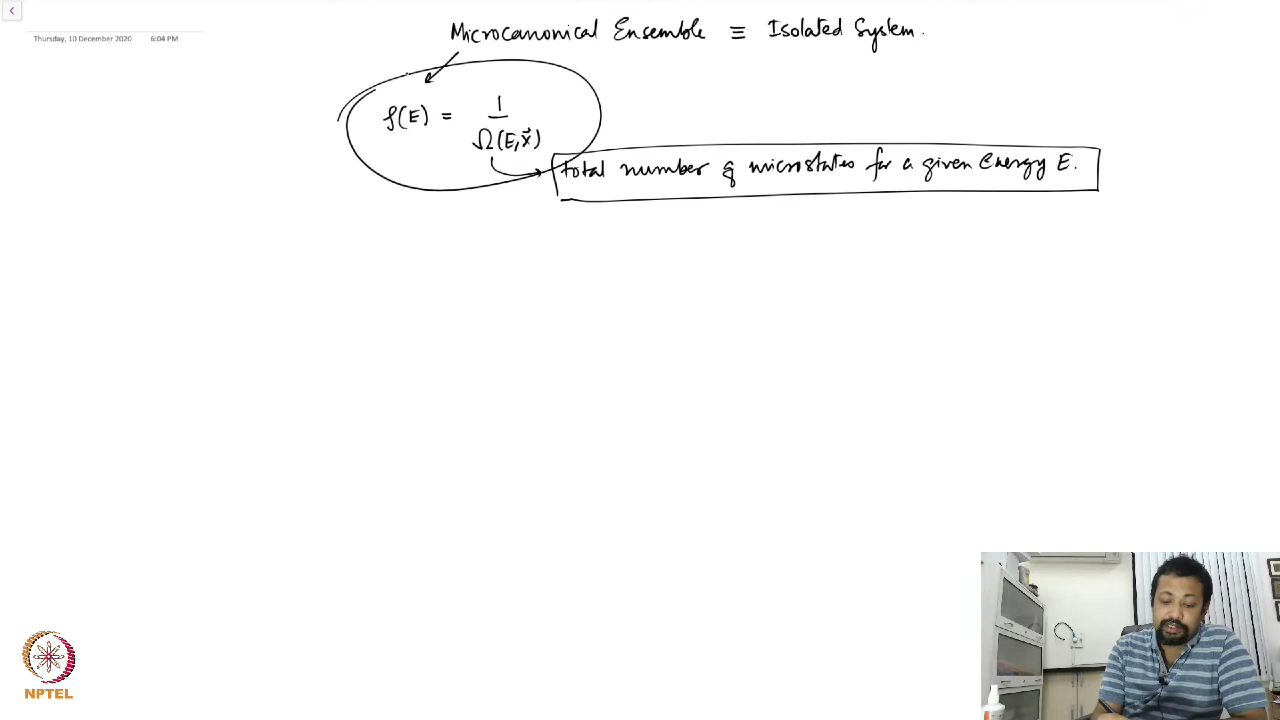 Thursday, 10 December 2020 6:04 PM
Microcanonical Ensemble ≡ Isolated System.
f(E) = 1 / Ω(E, x⃗)
total number of microstates for a given Energy E.
NPTEL